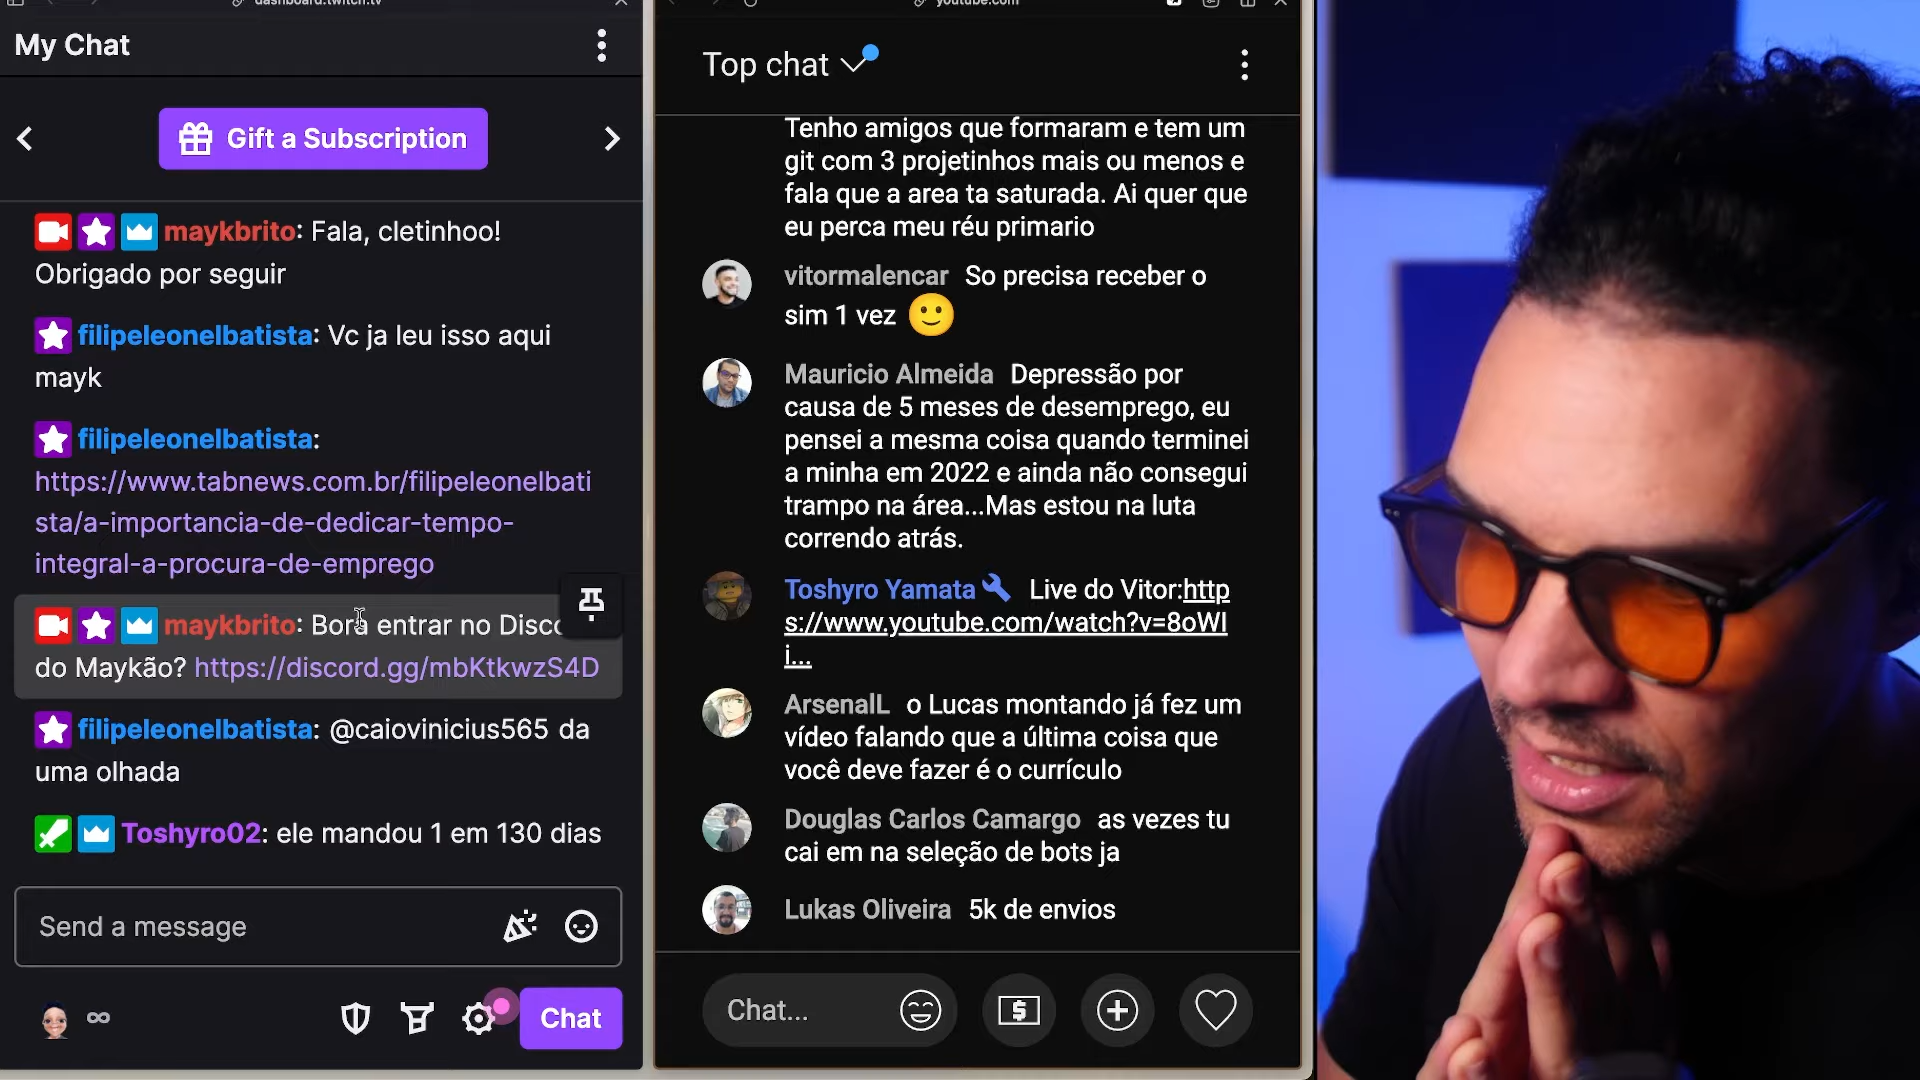 dashboard.twitch.tv
My Chat
Gift a Subscription
maykbrito: Fala, cletinhoo!
Obrigado por seguir
filipeleonelbatista: Vc ja leu isso aqui
mayk
filipeleonelbatista:
https://www.tabnews.com.br/filipeleonelbati
sta/a-importancia-de-dedicar-tempo-
integral-a-procura-de-emprego
maykbrito: Bora entrar no Disco
do Maykão? https://discord.gg/mbKtkwzS4D
filipeleonelbatista: @caiovinicius565 da
uma olhada
Toshyro02: ele mandou 1 em 130 dias
Send a message
Chat
youtube.com
Top chat
Tenho amigos que formaram e tem um
git com 3 projetinhos mais ou menos e
fala que a area ta saturada. Ai quer que
eu perca meu réu primario
vitormalencar So precisa receber o
sim 1 vez
Mauricio Almeida Depressão por
causa de 5 meses de desemprego, eu
pensei a mesma coisa quando terminei
a minha em 2022 e ainda não consegui
trampo na área...Mas estou na luta
correndo atrás.
Toshyro Yamata Live do Vitor:http
s://www.youtube.com/watch?v=8oWl
i...
ArsenalL o Lucas montando já fez um
vídeo falando que a última coisa que
você deve fazer é o currículo
Douglas Carlos Camargo as vezes tu
cai em na seleção de bots ja
Lukas Oliveira 5k de envios
Chat...